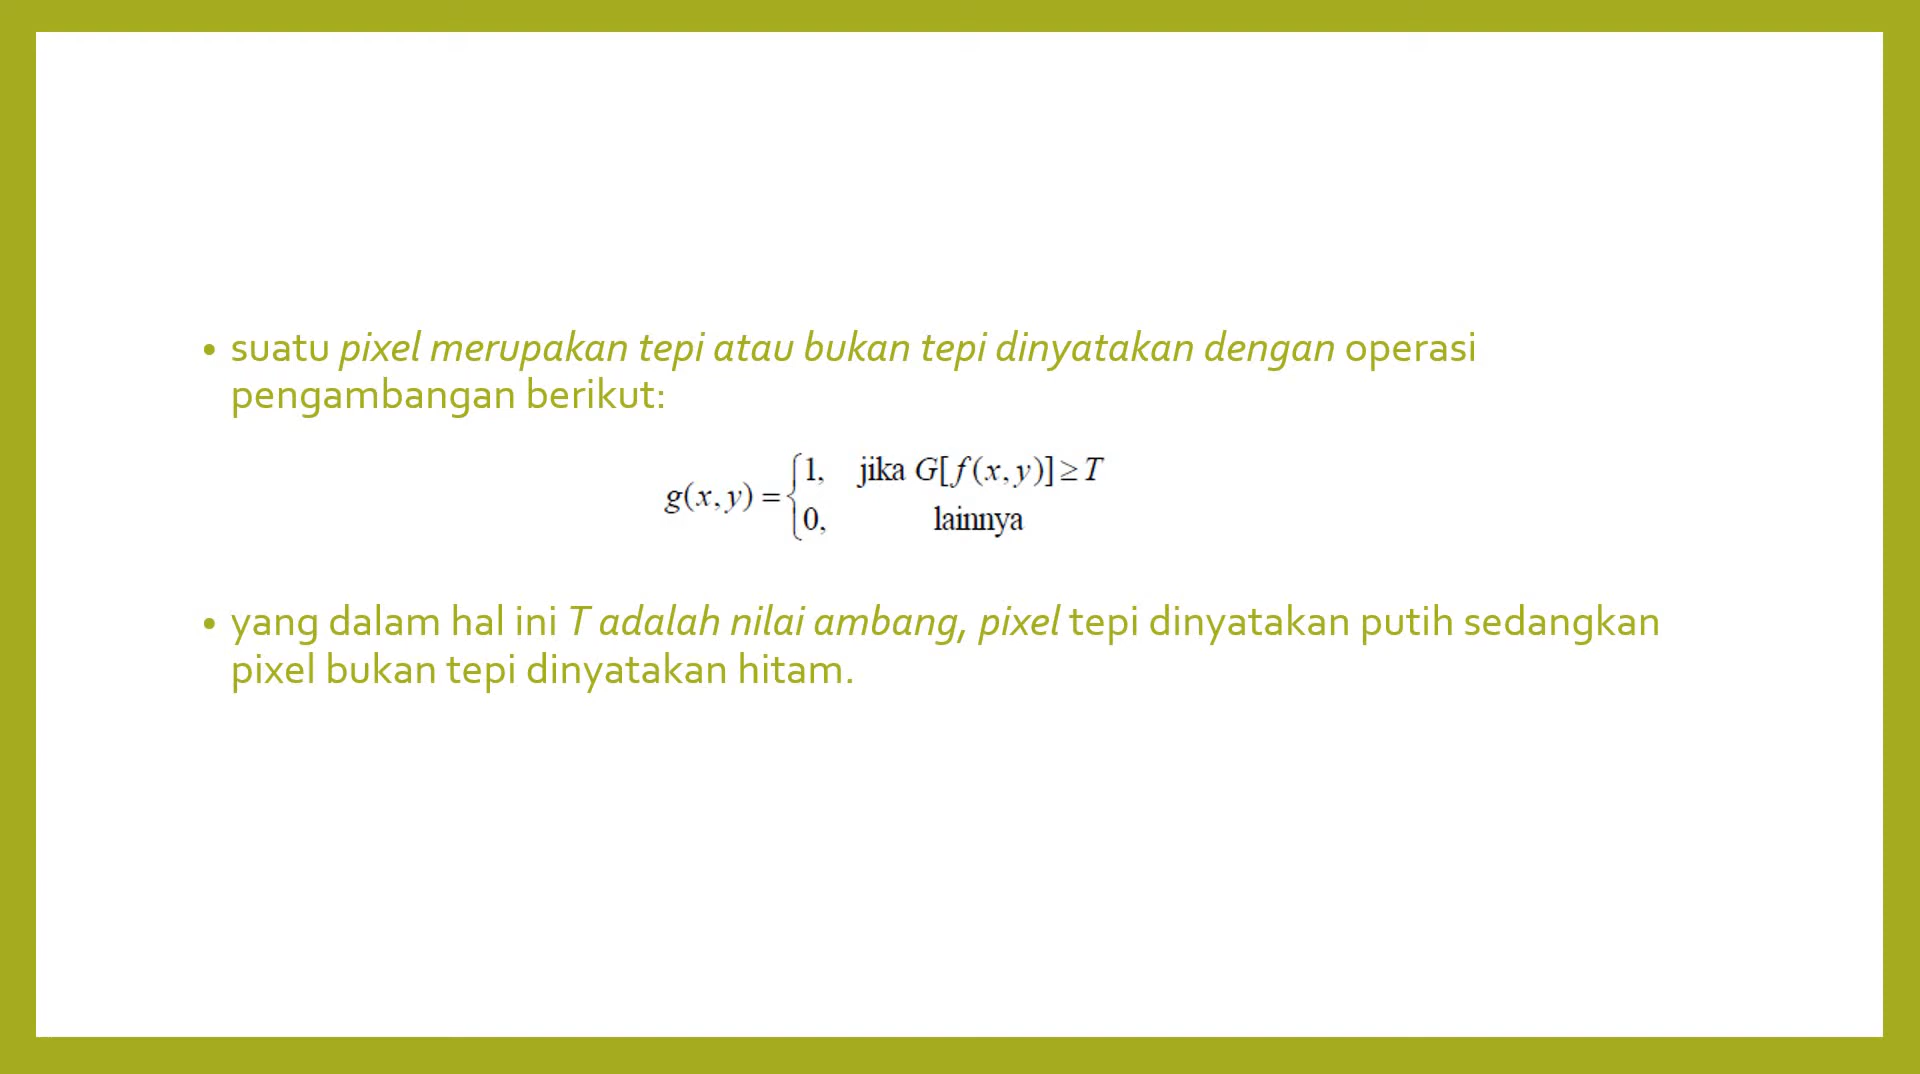 • suatu pixel merupakan tepi atau bukan tepi dinyatakan dengan operasi
pengambangan berikut:
g(x, y) = {1, jika G[f(x, y)] ≥ T
0, lainnya
• yang dalam hal ini T adalah nilai ambang, pixel tepi dinyatakan putih sedangkan
pixel bukan tepi dinyatakan hitam.